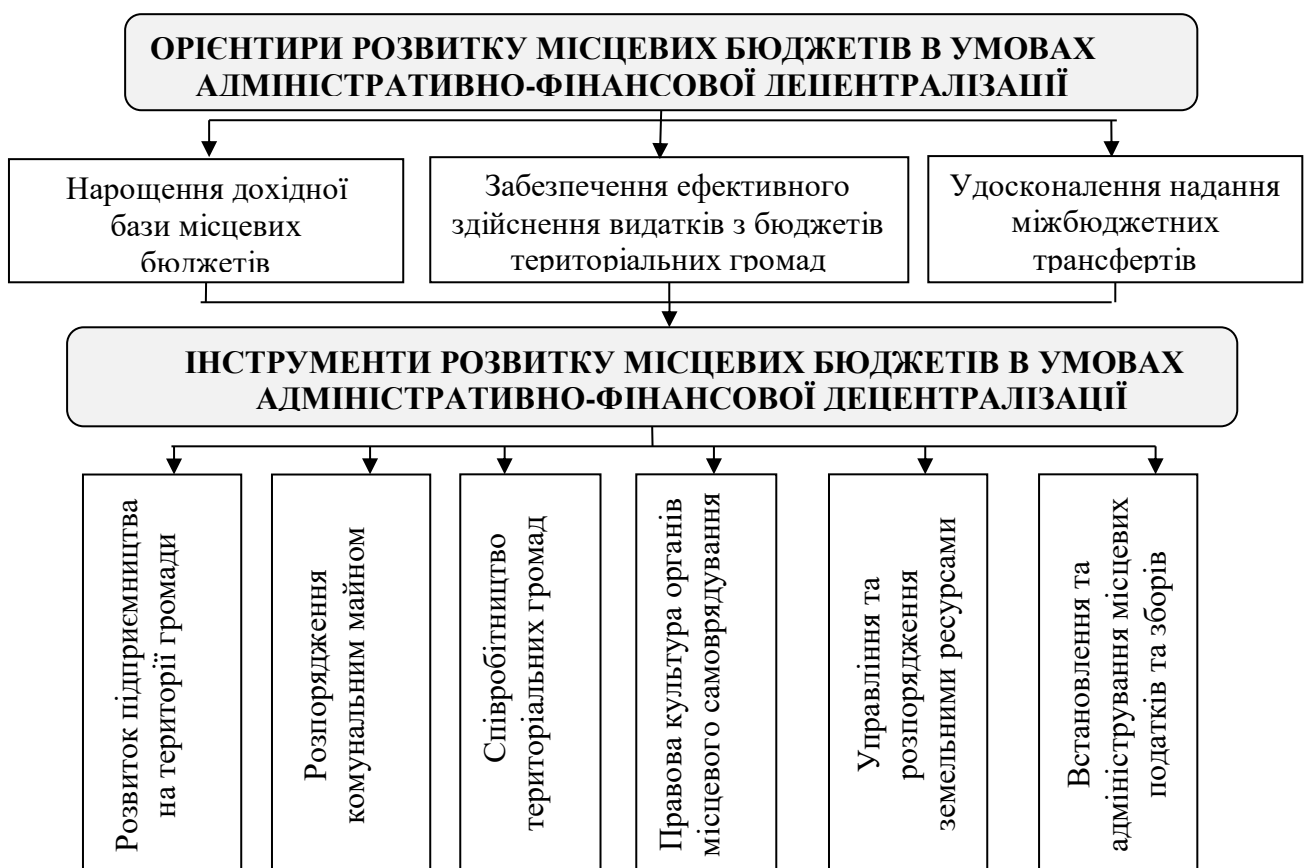 ОРІЄНТИРИ РОЗВИТКУ МІСЦЕВИХ БЮДЖЕТІВ В УМОВАХ
АДМІНІСТРАТИВНО-ФІНАНСОВОЇ ДЕЦЕНТРАЛІЗАЦІЇ
Нарощення дохідної
бази місцевих
бюджетів
Забезпечення ефективного
здійснення видатків з бюджетів
територіальних громад
Удосконалення надання
міжбюджетних
трансфертів
ІНСТРУМЕНТИ РОЗВИТКУ МІСЦЕВИХ БЮДЖЕТІВ В УМОВАХ
АДМІНІСТРАТИВНО-ФІНАНСОВОЇ ДЕЦЕНТРАЛІЗАЦІЇ
Розвиток підприємництва
на території громади
Розпорядження
комунальним майном
Співробітництво
територіальних громад
Правова культура органів
місцевого самоврядування
Управління та
розпорядження
земельними ресурсами
Встановлення та
адміністрування місцевих
податків та зборів